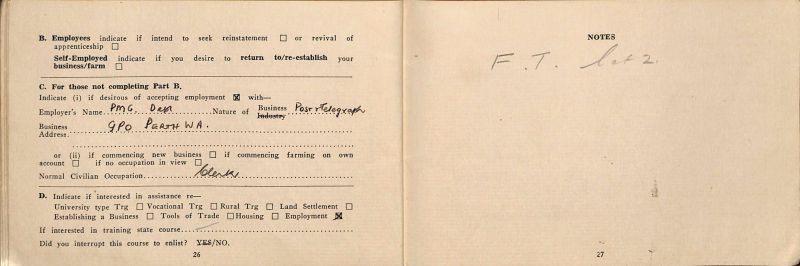 B. Employees indicate if intend to seek reinstatement ☐ or revival of
apprenticeship ☐
Self-Employed indicate if you desire to return to/re-establish your
business/farm ☐
C. For those not completing Part B.
Indicate (i) if desirous of accepting employment ☒ with—
Employer's Name PMG. Dept Nature of Business Industry Post & Telegraph
Business
Address GPO PERTH WA.
or (ii) if commencing new business ☐ if commencing farming on own
account ☐ if no occupation in view ☐
Normal Civilian Occupation Clerk
D. Indicate if interested in assistance re—
University type Trg ☐ Vocational Trg ☐ Rural Trg ☐ Land Settlement ☐
Establishing a Business ☐ Tools of Trade ☐ Housing ☐ Employment ☒
If interested in training state course
Did you interrupt this course to enlist? YES/NO.
26
NOTES
F. T. 2.
27